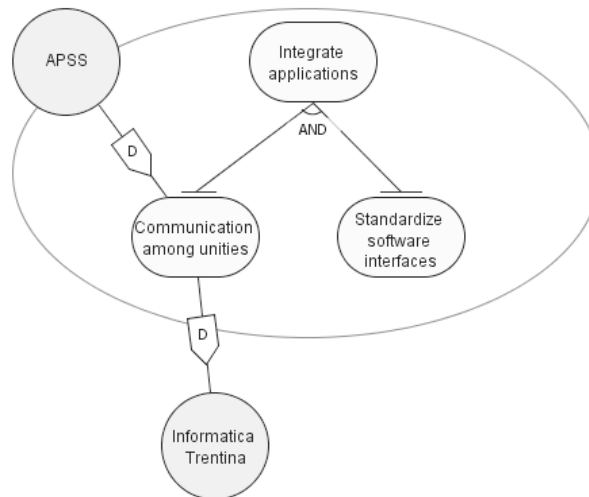 APSS
Integrate
applications
AND
D
Communication
among unities
Standardize
software
interfaces
D
Informatica
Trentina